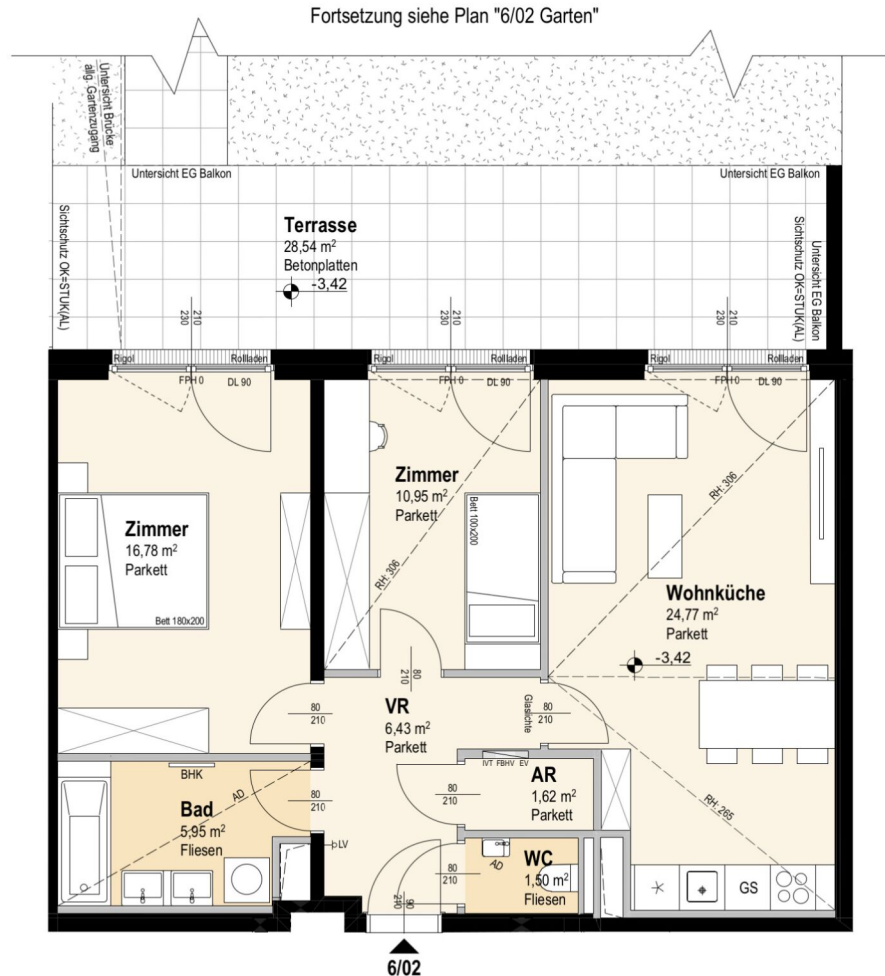 Fortsetzung siehe Plan "6/02 Garten"
Untersicht Brücke
allg. Gartenzugang
Untersicht EG Balkon
Untersicht EG Balkon
Sichtschutz OK=STUK(AL)
Terrasse
28,54 m²
Betonplatten
-3,42
Sichtschutz OK=STUK(AL)
Untersicht EG Balkon
210
230
210
230
210
230
Rigol
Rollladen
Rigol
Rollladen
Rigol
Rollladen
FPH 0
DL 90
FPH 0
DL 90
FPH 0
DL 90
Zimmer
16,78 m²
Parkett
Bett 180x200
Zimmer
10,95 m²
Parkett
Bett 100x200
RH: 306
RH: 306
Wohnküche
24,77 m²
Parkett
-3,42
RH: 265
80
210
VR
6,43 m²
Parkett
80
210
Glaslichte
80
210
IVT FBHV EV
AR
1,62 m²
Parkett
80
210
BHK
AD
Bad
5,95 m²
Fliesen
80
210
LV
WC
1,50 m²
Fliesen
AD
80
210
90
210
GS
6/02